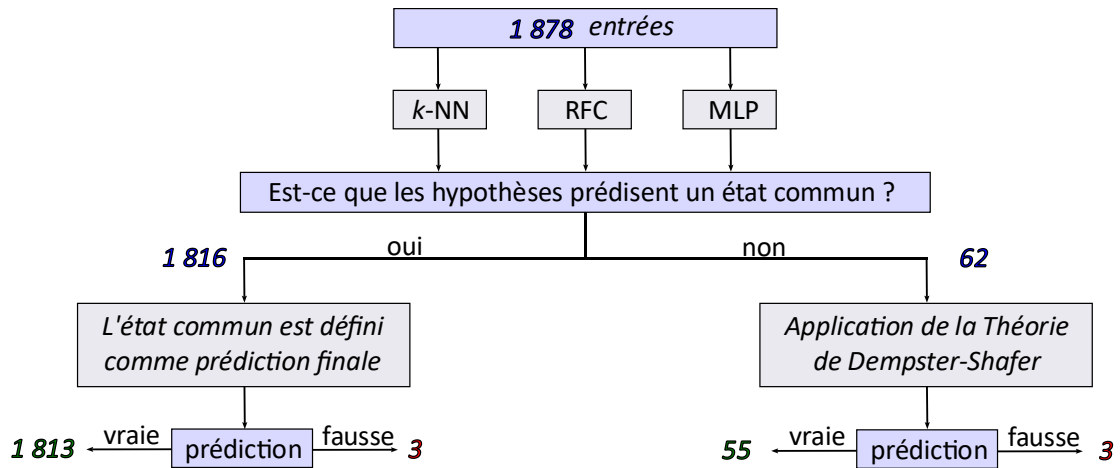 1 878 entrées
k-NN
RFC
MLP
Est-ce que les hypothèses prédisent un état commun ?
oui
non
1 816
62
L'état commun est défini
comme prédiction finale
Application de la Théorie
de Dempster-Shafer
1 813
vraie
prédiction
fausse
3
55
vraie
prédiction
fausse
3